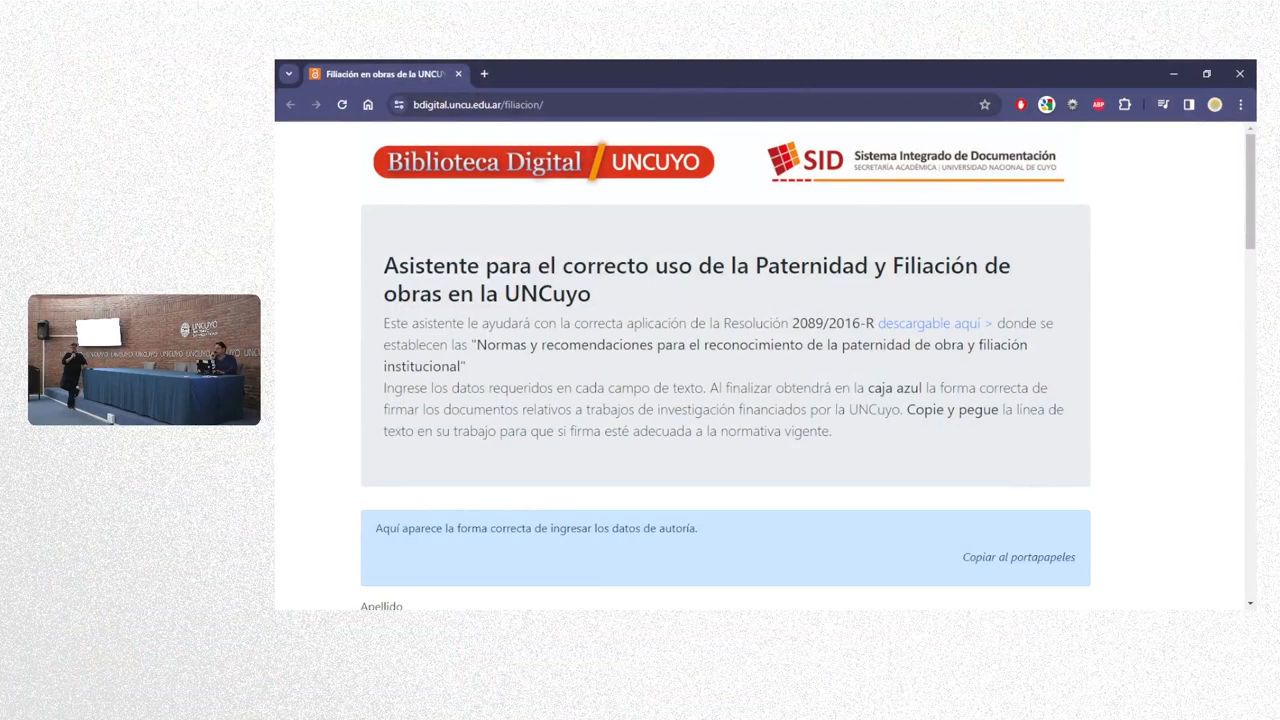 Filiación en obras de la UNCU
bdigital.uncu.edu.ar/filiacion/
ABP
Biblioteca Digital / UNCUYO
SID Sistema Integrado de Documentación
SECRETARÍA ACADÉMICA | UNIVERSIDAD NACIONAL DE CUYO
Asistente para el correcto uso de la Paternidad y Filiación de
obras en la UNCuyo
Este asistente le ayudará con la correcta aplicación de la Resolución 2089/2016-R descargable aquí > donde se
establecen las "Normas y recomendaciones para el reconocimiento de la paternidad de obra y filiación
institucional"
Ingrese los datos requeridos en cada campo de texto. Al finalizar obtendrá en la caja azul la forma correcta de
firmar los documentos relativos a trabajos de investigación financiados por la UNCuyo. Copie y pegue la línea de
texto en su trabajo para que si firma esté adecuada a la normativa vigente.
UNCUYO
Aquí aparece la forma correcta de ingresar los datos de autoría.
Copiar al portapapeles
Apellido